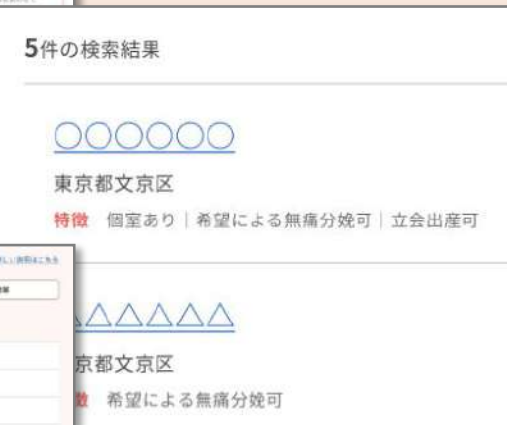 5件の検索結果
○○○○○○
東京都文京区
特徴 個室あり｜希望による無痛分娩可｜立会出産可
△△△△△
京都文京区
徴 希望による無痛分娩可